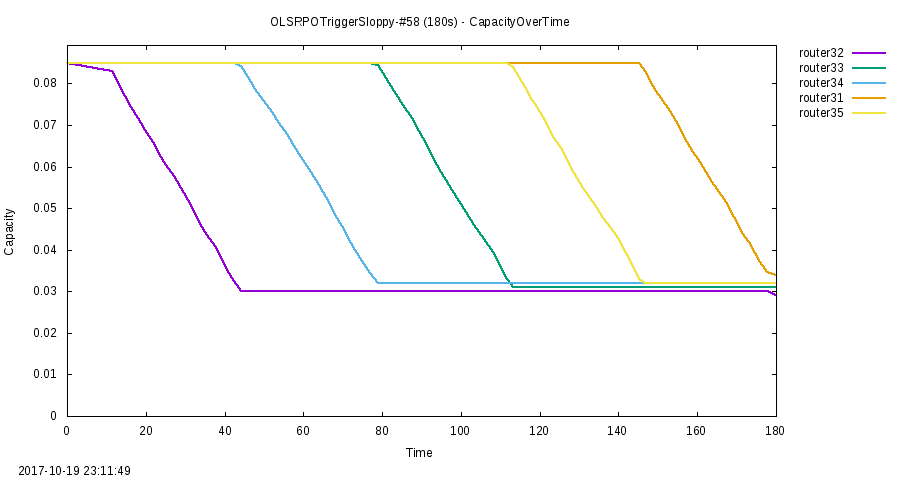 OLSRPOTriggerSloppy-#58 (180s) - CapacityOverTime
router32
router33
router34
router31
router35
0.08
0.07
0.06
0.05
0.04
0.03
0.02
0.01
0
Capacity
0 20 40 60 80 100 120 140 160 180
Time
2017-10-19 23:11:49